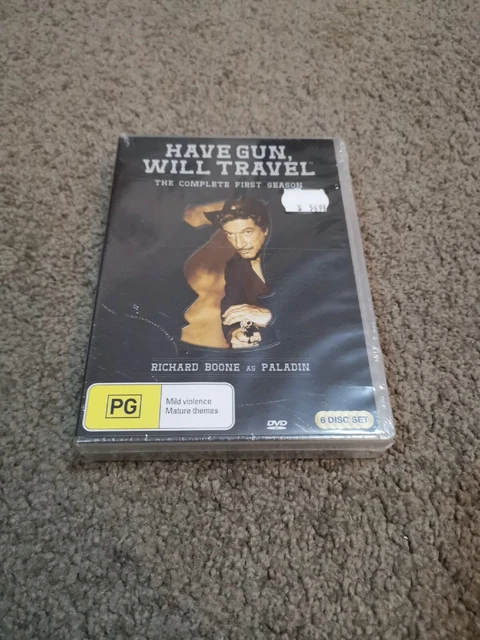 HAVE GUN,
WILL TRAVEL™
THE COMPLETE FIRST SEASON
RICHARD BOONE AS PALADIN
PG
Mild violence
Mature themes
DVD
6 DISC SET